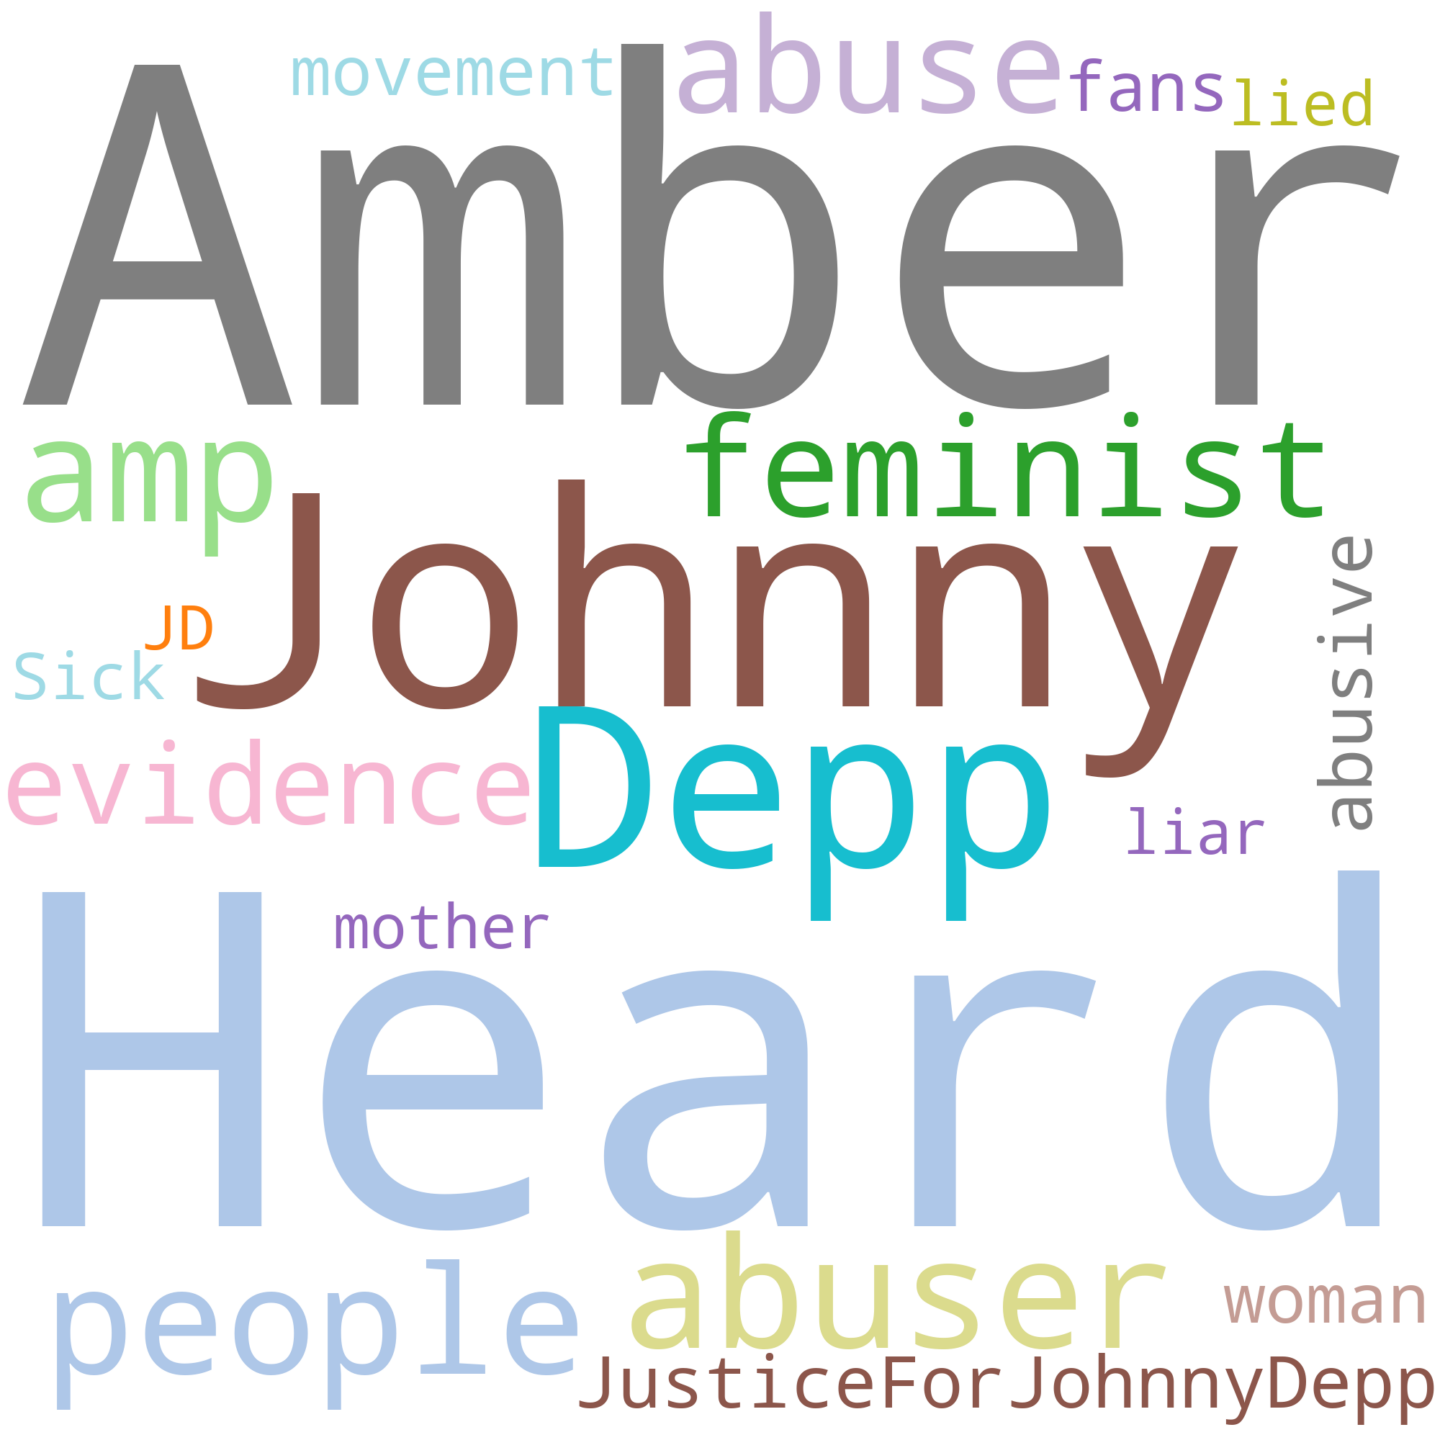 movement
abuse
fans
lied
Amber
amp
feminist
Johnny
JD
Sick
abusive
evidence
Depp
liar
mother
Heard
people
abuser
woman
JusticeForJohnnyDepp